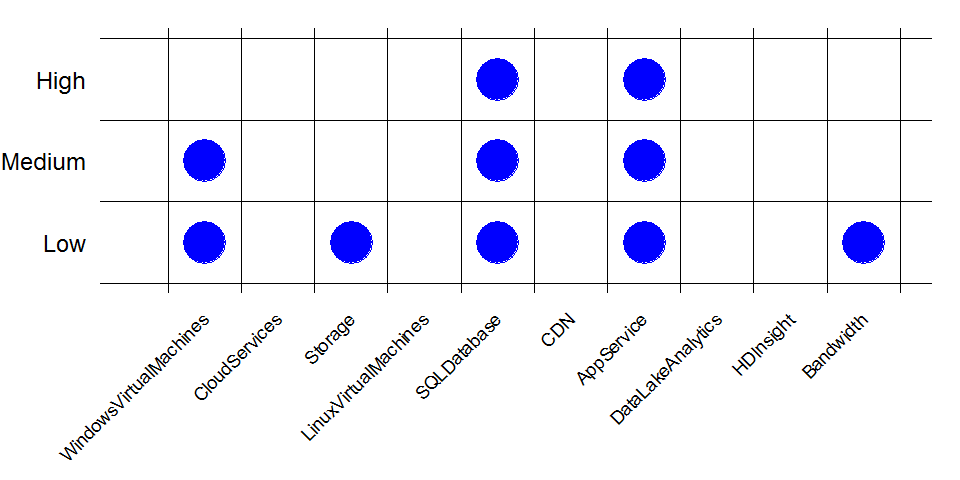 High
Medium
Low
WindowsVirtualMachines
CloudServices
Storage
LinuxVirtualMachines
SQLDatabase
CDN
AppService
DataLakeAnalytics
HDInsight
Bandwidth